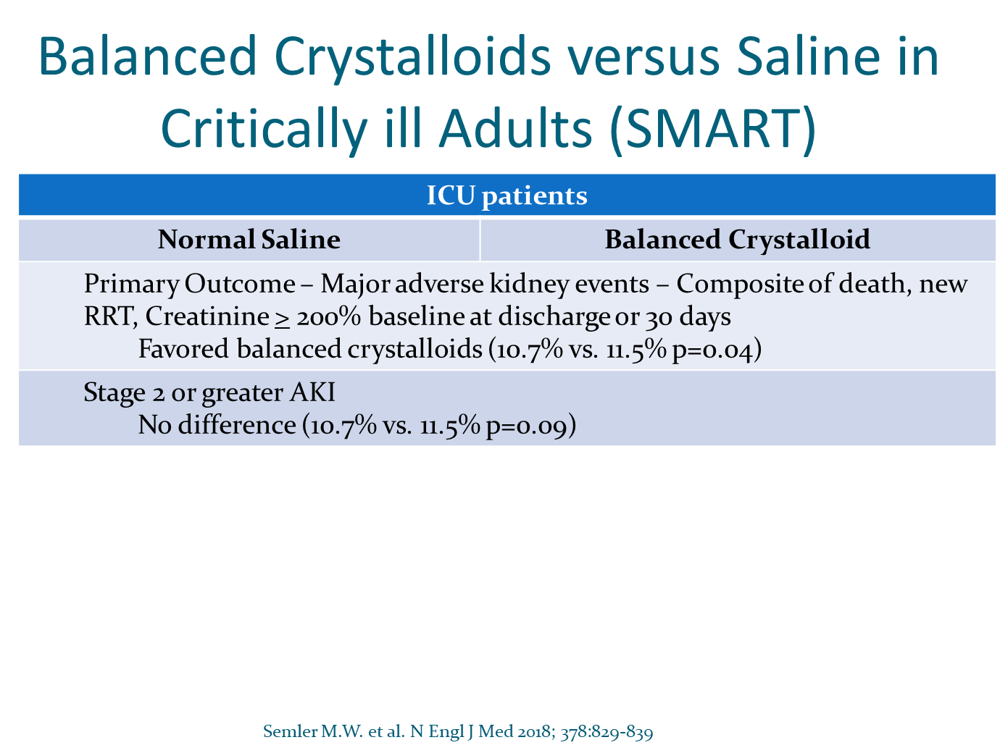 Balanced Crystalloids versus Saline in
Critically ill Adults (SMART)
ICU patients
Normal Saline
Balanced Crystalloid
Primary Outcome – Major adverse kidney events – Composite of death, new
RRT, Creatinine > 200% baseline at discharge or 30 days
Favored balanced crystalloids (10.7% vs. 11.5% p=0.04)
Stage 2 or greater AKI
No difference (10.7% vs. 11.5% p=0.09)
Semler M.W. et al. N Engl J Med 2018; 378:829-839